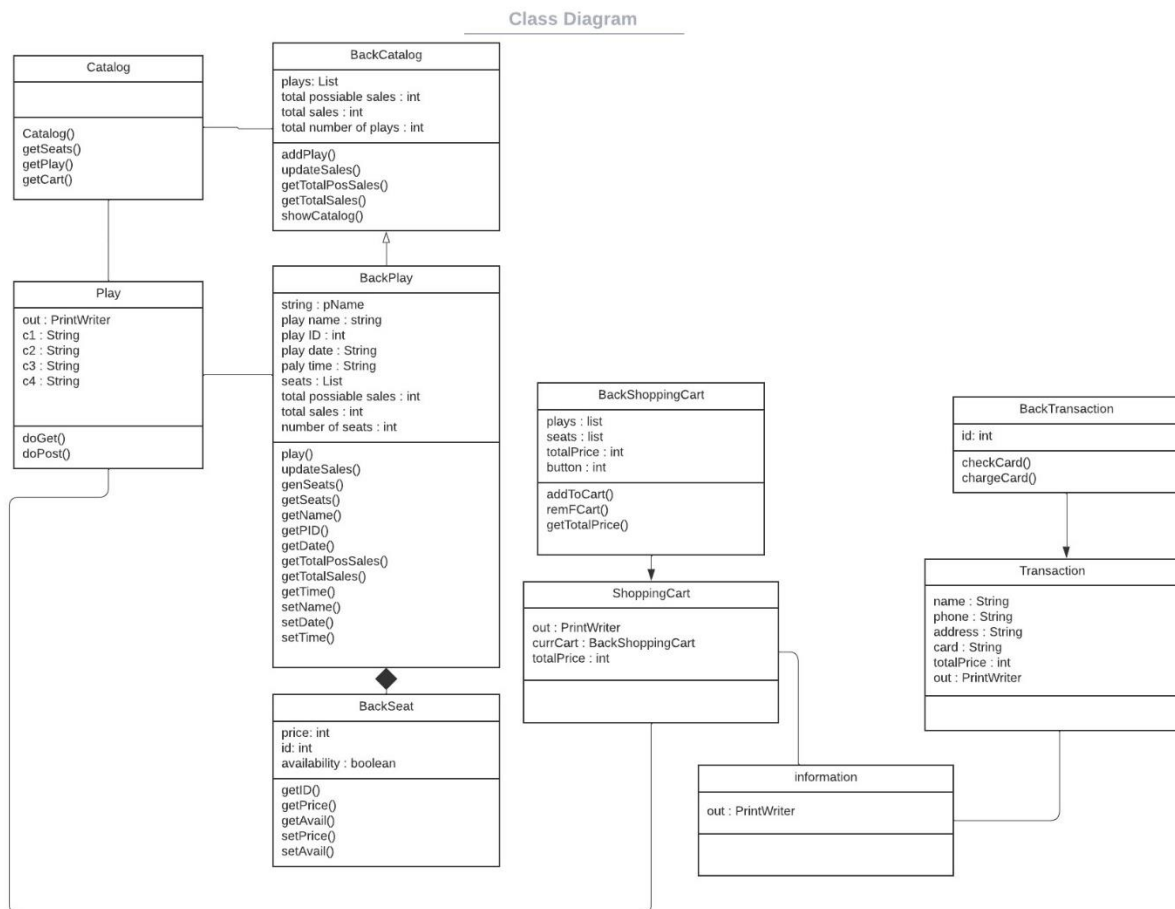 Class Diagram
Catalog
Catalog()
getSeats()
getPlay()
getCart()
BackCatalog
plays: List
total possiable sales : int
total sales : int
total number of plays : int
addPlay()
updateSales()
getTotalPosSales()
getTotalSales()
showCatalog()
Play
out : PrintWriter
c1 : String
c2 : String
c3 : String
c4 : String
doGet()
doPost()
BackPlay
string : pName
play name : string
play ID : int
play date : String
paly time : String
seats : List
total possiable sales : int
total sales : int
number of seats : int
play()
updateSales()
genSeats()
getSeats()
getName()
getPID()
getDate()
getTotalPosSales()
getTotalSales()
getTime()
setName()
setDate()
setTime()
BackSeat
price: int
id: int
availability : boolean
getID()
getPrice()
getAvail()
setPrice()
setAvail()
BackShoppingCart
plays : list
seats : list
totalPrice : int
button : int
addToCart()
remFCart()
getTotalPrice()
ShoppingCart
out : PrintWriter
currCart : BackShoppingCart
totalPrice : int
BackTransaction
id: int
checkCard()
chargeCard()
Transaction
name : String
phone : String
address : String
card : String
totalPrice : int
out : PrintWriter
information
out : PrintWriter